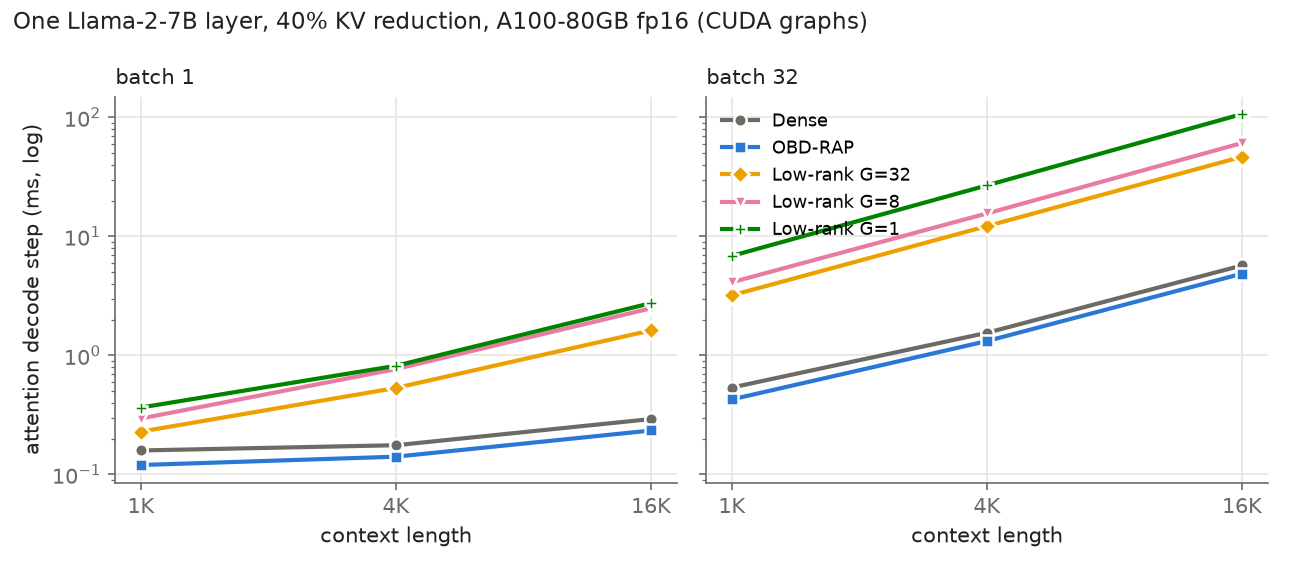 One Llama-2-7B layer, 40% KV reduction, A100-80GB fp16 (CUDA graphs)
batch 1
batch 32
attention decode step (ms, log)
10²
10¹
10⁰
10⁻¹
1K
4K
16K
context length
Dense
OBD-RAP
Low-rank G=32
Low-rank G=8
Low-rank G=1
1K
4K
16K
context length